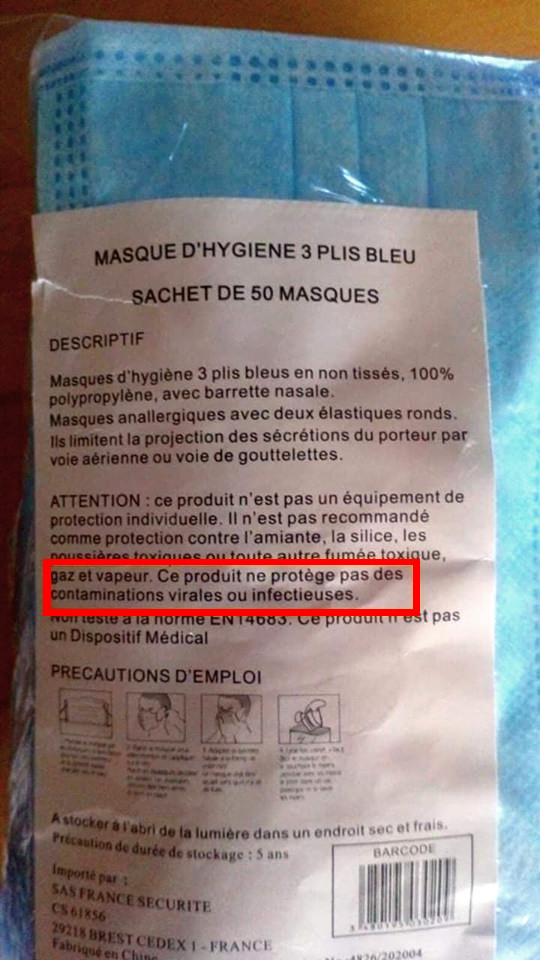 MASQUE D'HYGIENE 3 PLIS BLEU
SACHET DE 50 MASQUES
DESCRIPTIF
Masques d'hygiène 3 plis bleus en non tissés, 100%
polypropylène, avec barrette nasale.
Masques anallergiques avec deux élastiques ronds.
Ils limitent la projection des sécrétions du porteur par
voie aérienne ou voie de gouttelettes.
ATTENTION : ce produit n'est pas un équipement de
protection individuelle. Il n'est pas recommandé
comme protection contre l'amiante, la silice, les
poussières toxiques ou toute autre fumée toxique,
gaz et vapeur. Ce produit ne protège pas des
contaminations virales ou infectieuses.
Non testé à la norme EN14683. Ce produit n'est pas
un Dispositif Médical
PRECAUTIONS D'EMPLOI
A stocker à l'abri de la lumière dans un endroit sec et frais.
Précaution de durée de stockage : 5 ans
BARCODE
Importé par :
SAS FRANCE SECURITE
CS 61856
29218 BREST CEDEX 1 - FRANCE
Fabriqué en Chine
4826/202004